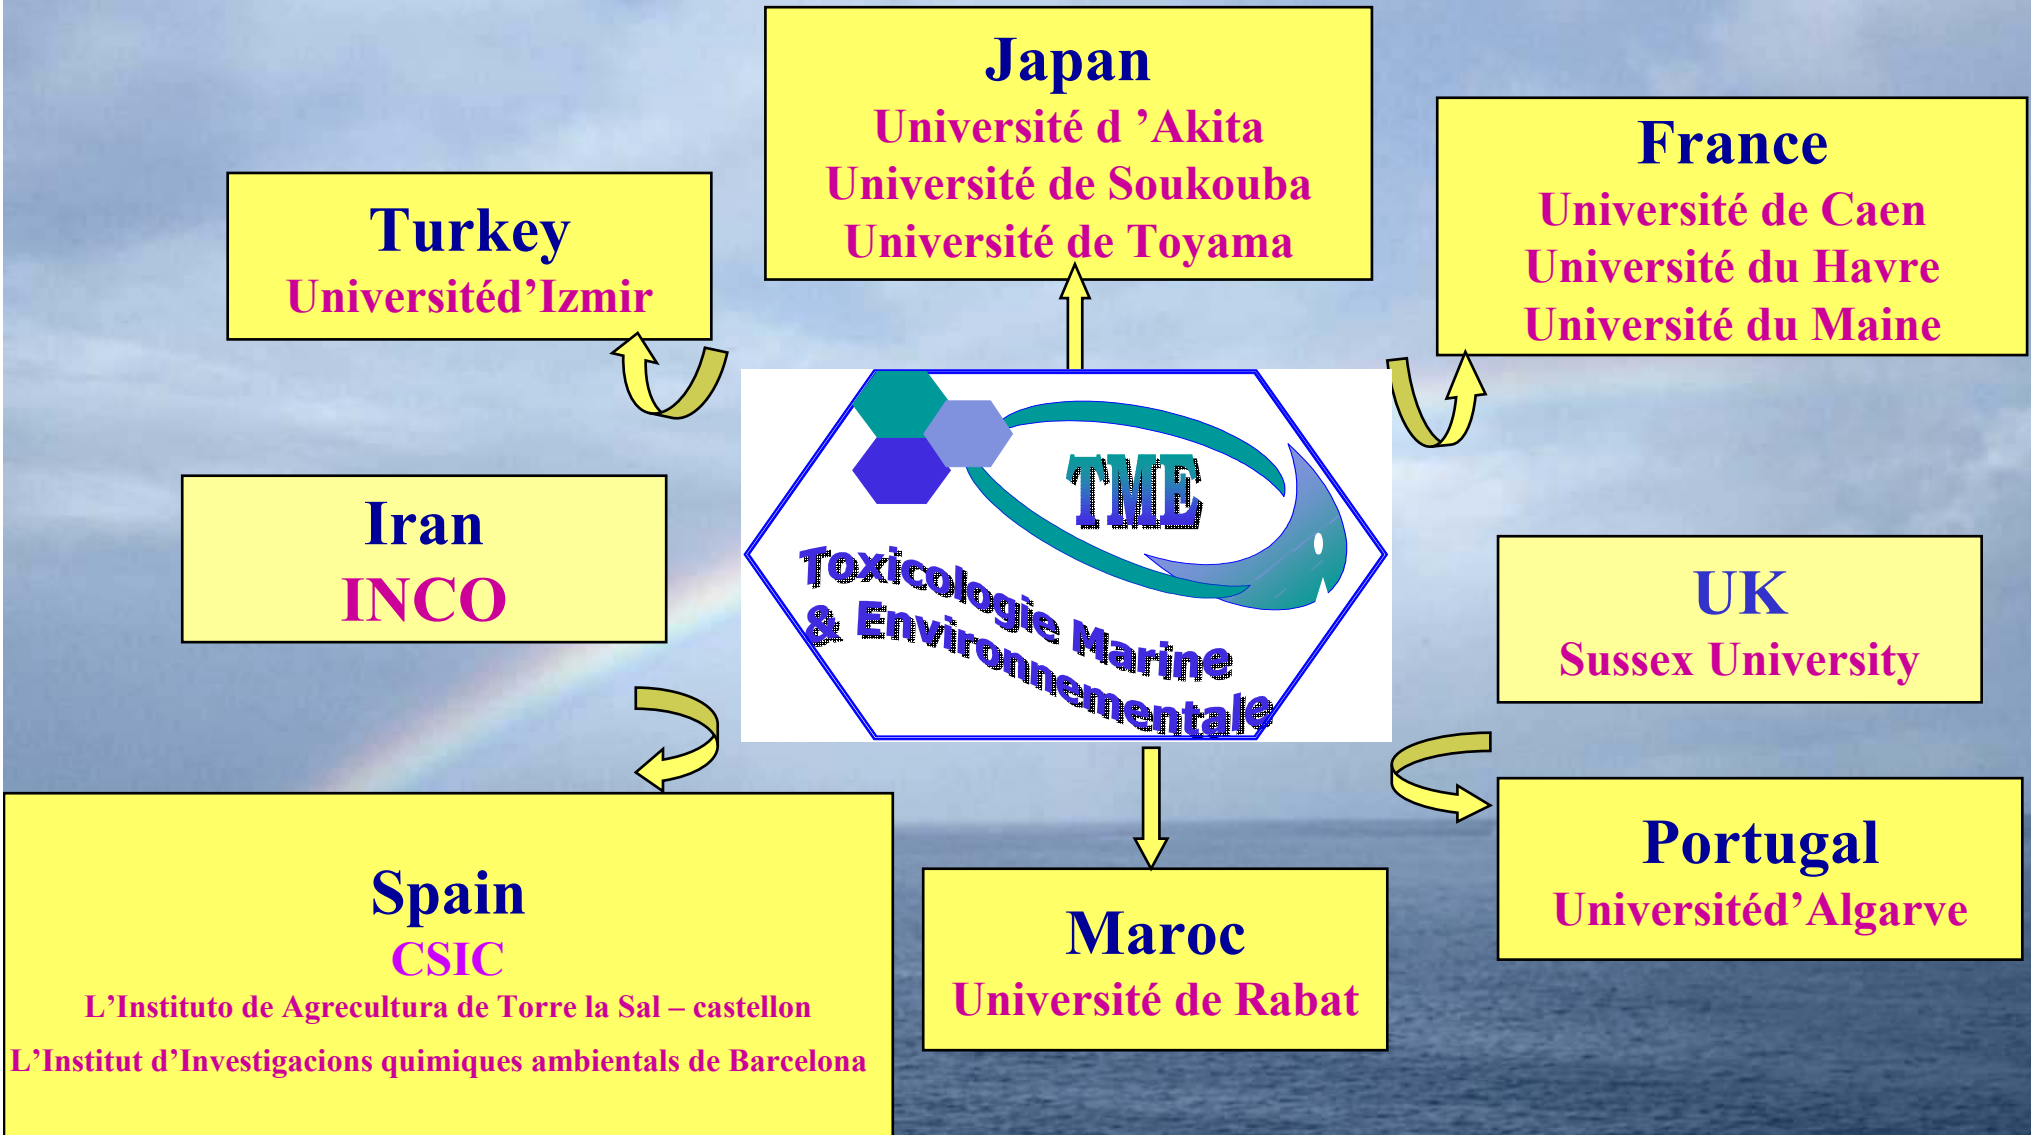 Japan
Université d ’Akita
Université de Soukouba
Université de Toyama
France
Université de Caen
Université du Havre
Université du Maine
Turkey
Universitéd’Izmir
TME
Toxicologie Marine
& Environnementale
Iran
INCO
UK
Sussex University
Spain
CSIC
L’Instituto de Agrecultura de Torre la Sal – castellon
L’Institut d’Investigacions quimiques ambientals de Barcelona
Maroc
Université de Rabat
Portugal
Universitéd’Algarve